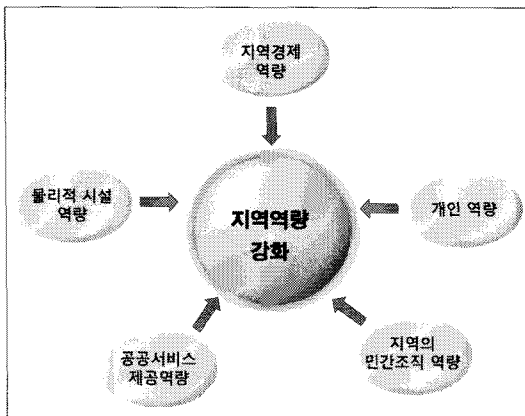 지역경제
역량
물리적 시설
역량
지역역량
강화
개인 역량
공공서비스
제공역량
지역의
민간조직 역량